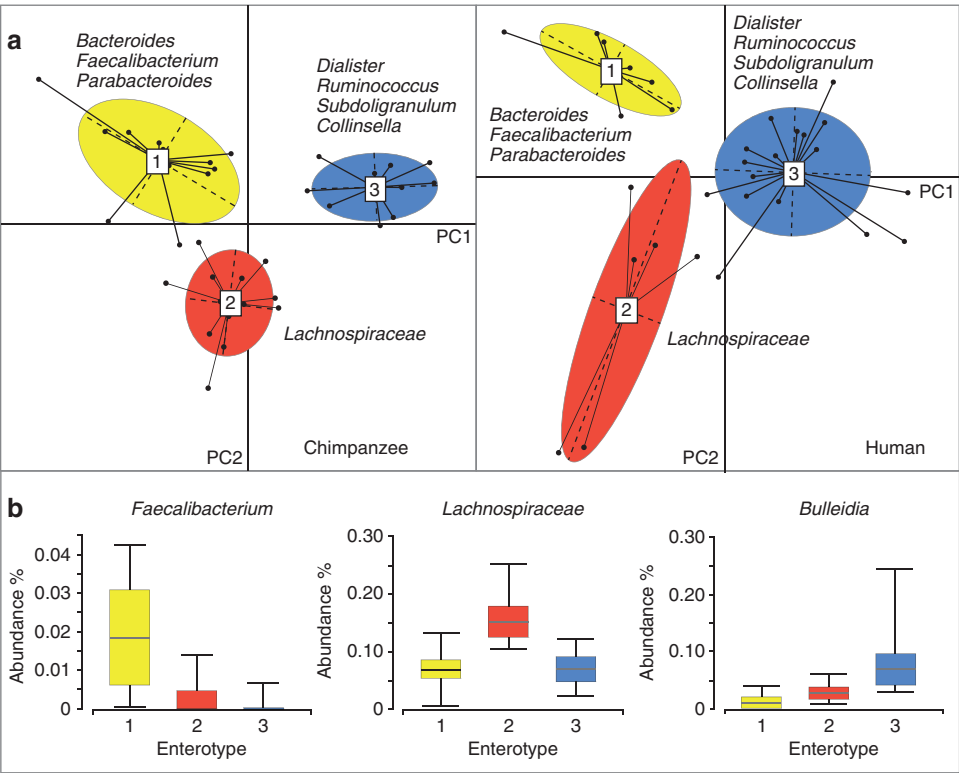 a
Bacteroides
Faecalibacterium
Parabacteroides
Dialister
Ruminococcus
Subdoligranulum
Collinsella
1
3
2
PC1
Lachnospiraceae
PC2
Chimpanzee
Dialister
Ruminococcus
Subdoligranulum
Collinsella
1
Bacteroides
Faecalibacterium
Parabacteroides
3
PC1
2
Lachnospiraceae
PC2
Human
b
Faecalibacterium
Abundance %
0.04
0.03
0.02
0.01
0
1 2 3
Enterotype
Lachnospiraceae
Abundance %
0.30
0.20
0.10
0
1 2 3
Enterotype
Bulleidia
Abundance %
0.30
0.20
0.10
0
1 2 3
Enterotype